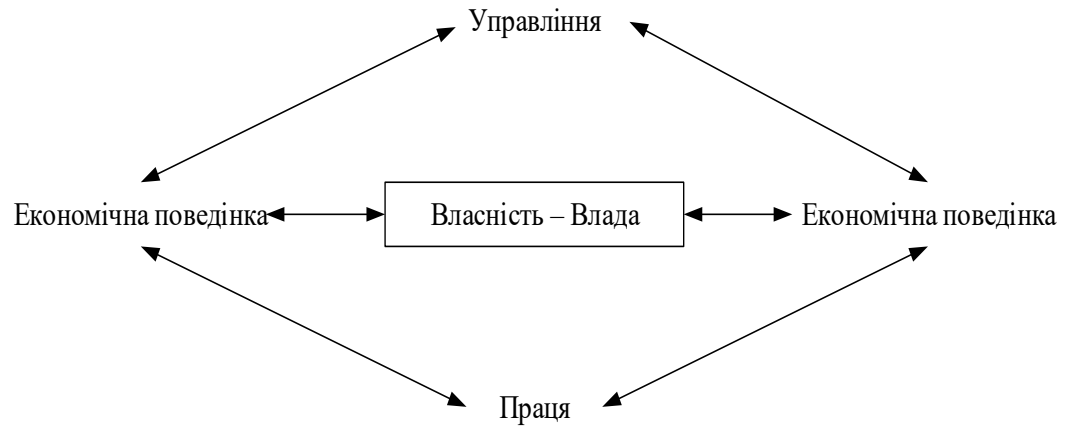 Управління
Економічна поведінка
Власність – Влада
Економічна поведінка
Праця